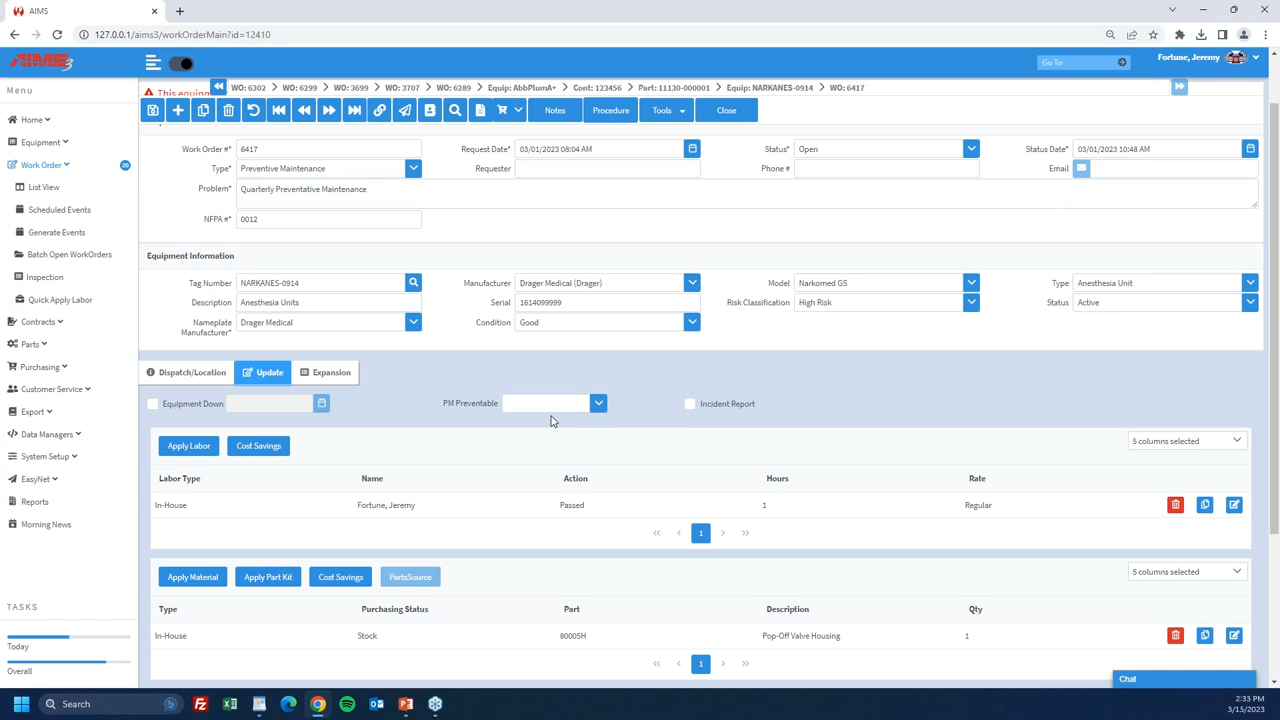 AIMS
127.0.0.1/aims3/workOrderMain?id=12410
AIMS 3
Go To
Fortune, Jeremy
Menu
This equipm
WO: 6302 WO: 6299 WO: 3699 WO: 3707 WO: 6289 Equip: AbbPlumA+ Cont: 123456 Part: 11130-000001 Equip: NARKANES-0914 WO: 6417
Notes Procedure Tools Close
Home
Equipment
Work Order 20
List View
Scheduled Events
Generate Events
Batch Open WorkOrders
Inspection
Quick Apply Labor
Contracts
Parts
Purchasing
Customer Service
Export
Data Managers
System Setup
EasyNet
Reports
Morning News
TASKS
Today
Overall
Work Order # 6417 Request Date* 03/01/2023 08:04 AM Status* Open Status Date* 03/01/2023 10:48 AM
Type* Preventive Maintenance Requester Phone # Email
Problem* Quarterly Preventative Maintenance
NFPA #* 0012
Equipment Information
Tag Number NARKANES-0914 Manufacturer Drager Medical (Drager) Model Narkomed GS Type Anesthesia Unit
Description Anesthesia Units Serial 1614099999 Risk Classification High Risk Status Active
Nameplate Manufacturer* Drager Medical Condition Good
Dispatch/Location Update Expansion
Equipment Down PM Preventable Incident Report
Apply Labor Cost Savings 5 columns selected
Labor Type Name Action Hours Rate
In-House Fortune, Jeremy Passed 1 Regular
1
Apply Material Apply Part Kit Cost Savings PartsSource 5 columns selected
Type Purchasing Status Part Description Qty
In-House Stock 80005H Pop-Off Valve Housing 1
1
Chat
Search
2:33 PM
3/15/2023